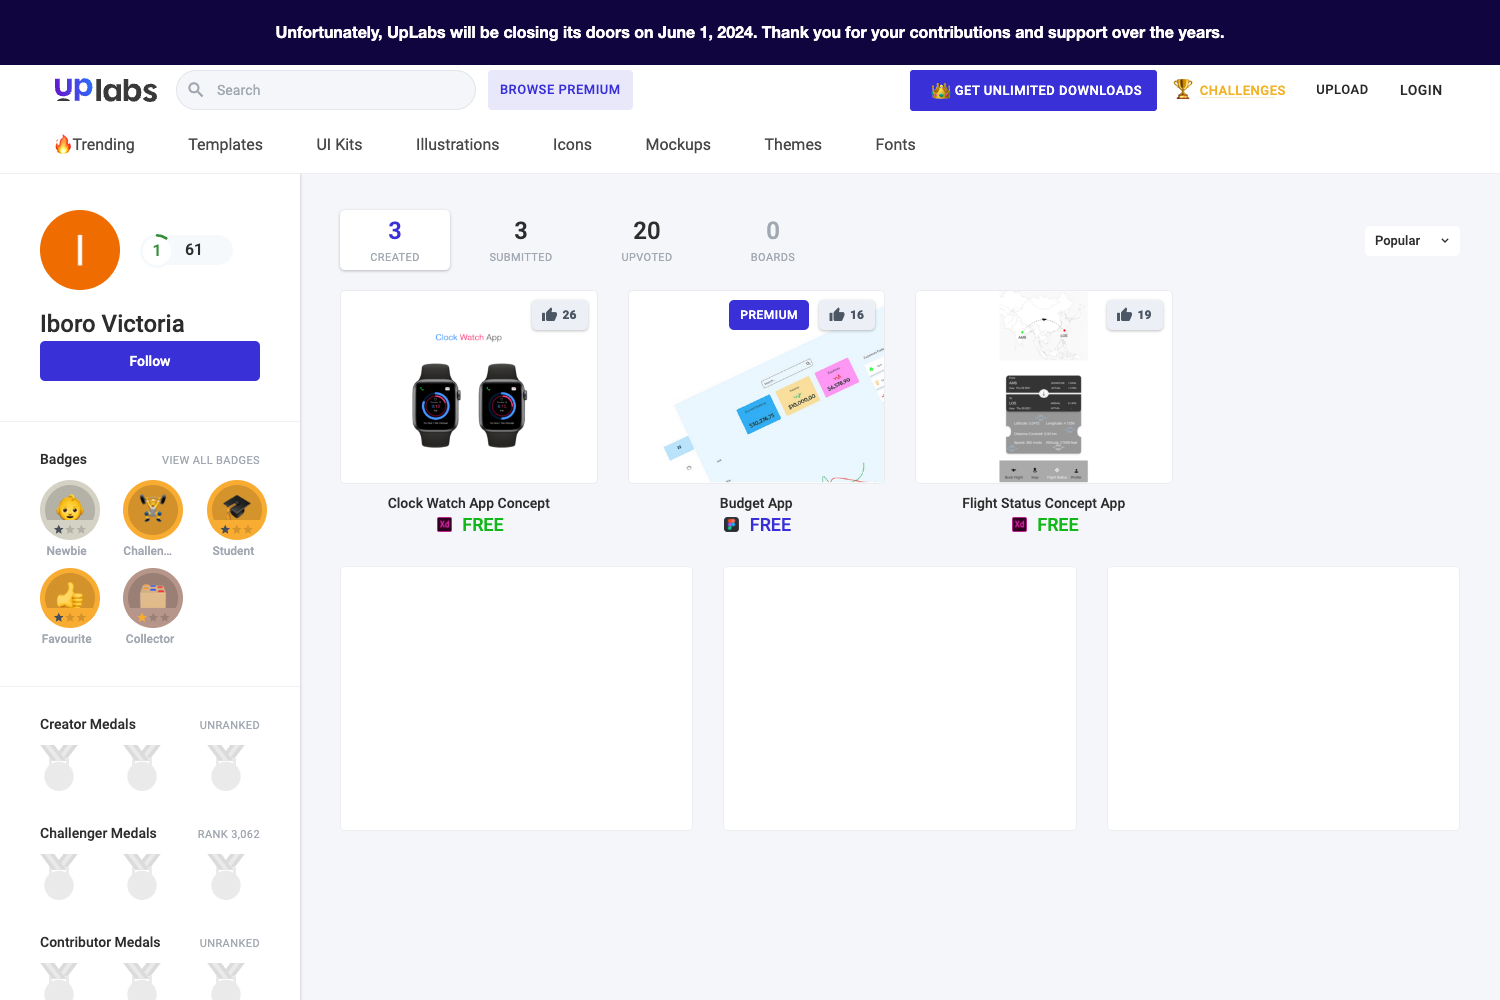 Unfortunately, UpLabs will be closing its doors on June 1, 2024. Thank you for your contributions and support over the years.
uplabs
Search
BROWSE PREMIUM
GET UNLIMITED DOWNLOADS
CHALLENGES
UPLOAD
LOGIN
Trending
Templates
UI Kits
Illustrations
Icons
Mockups
Themes
Fonts
I
1
61
Iboro Victoria
Follow
Badges
VIEW ALL BADGES
Newbie
Challen...
Student
Favourite
Collector
Creator Medals
UNRANKED
Challenger Medals
RANK 3,062
Contributor Medals
UNRANKED
3
CREATED
3
SUBMITTED
20
UPVOTED
0
BOARDS
Popular
26
Clock Watch App
Clock Watch App Concept
Xd
FREE
PREMIUM
16
Budget App
FREE
19
Flight Status Concept App
Xd
FREE